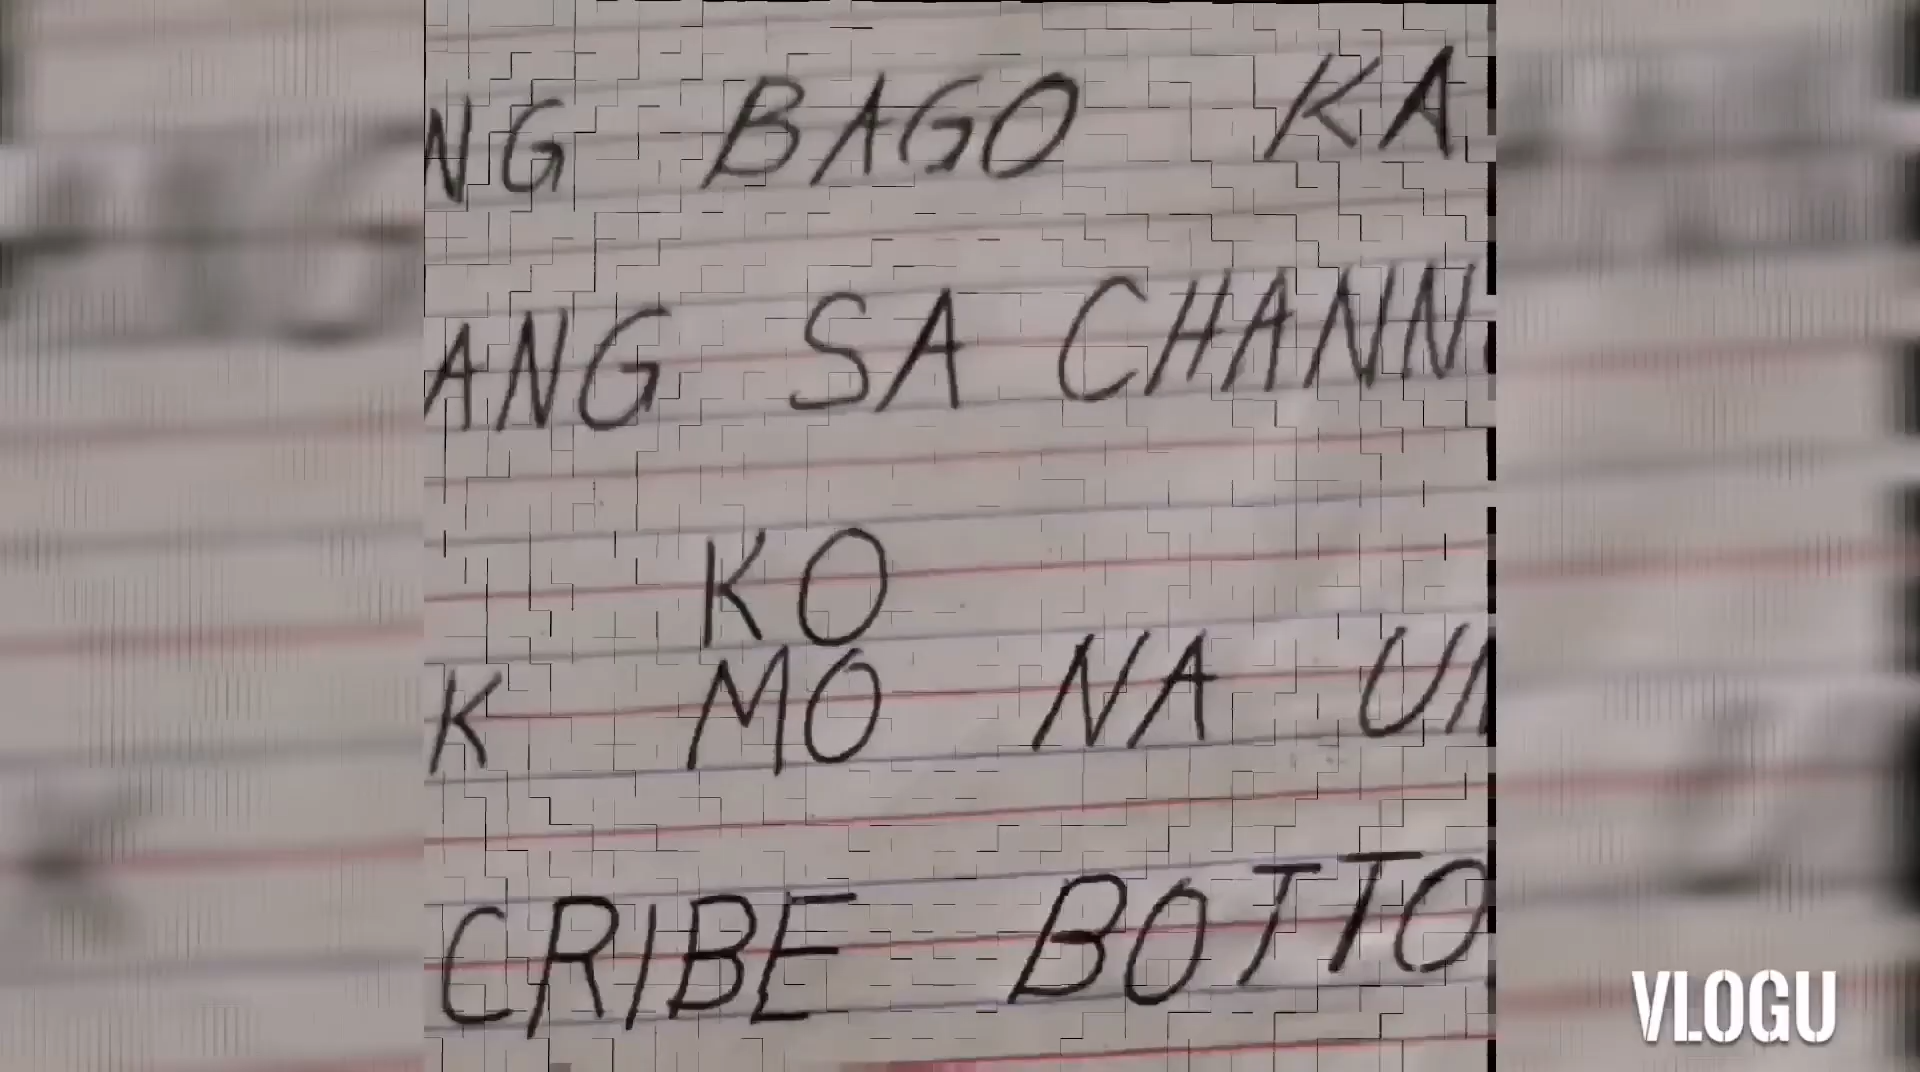 NG BAGO KA
ANG SA CHANN
KO
K MO NA U
CRIBE BOTTO
VLOGU